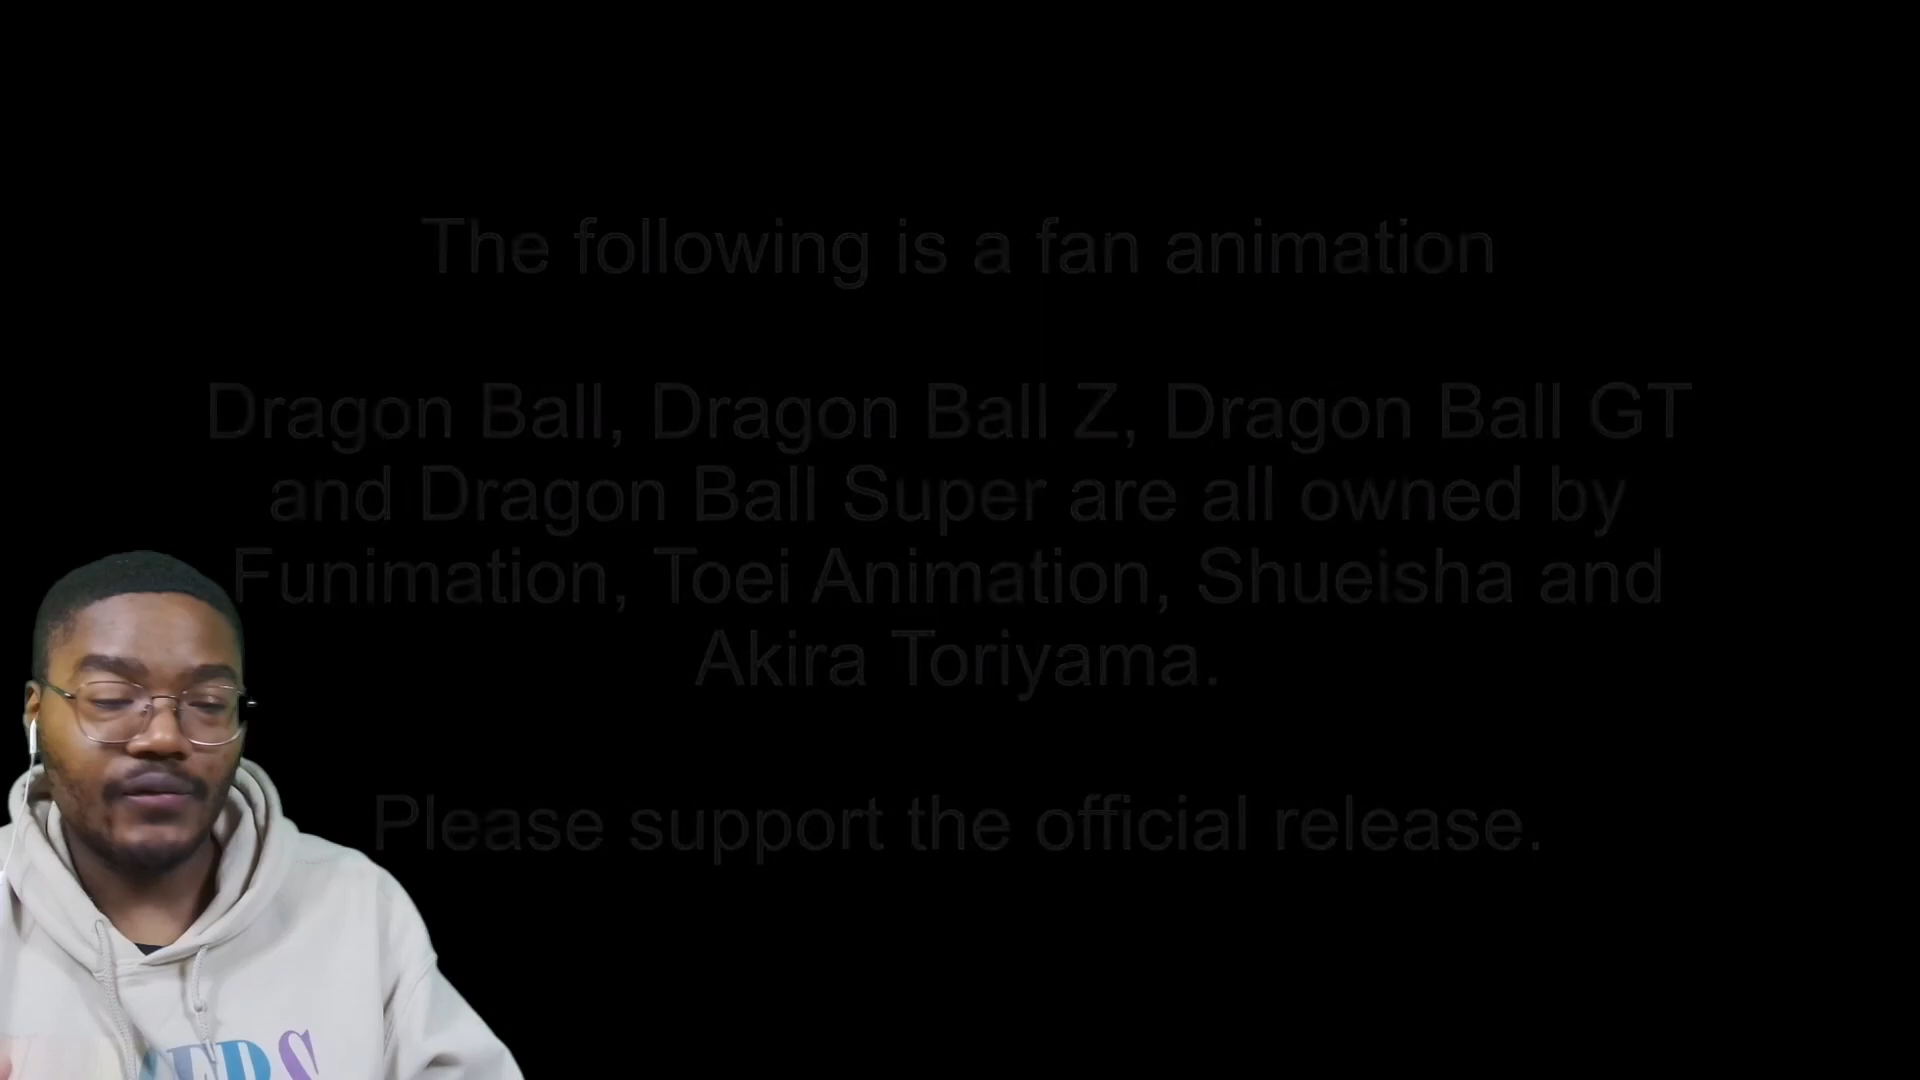 The following is a fan animation
Dragon Ball, Dragon Ball Z, Dragon Ball GT
and Dragon Ball Super are all owned by
Funimation, Toei Animation, Shueisha and
Akira Toriyama.
Please support the official release.